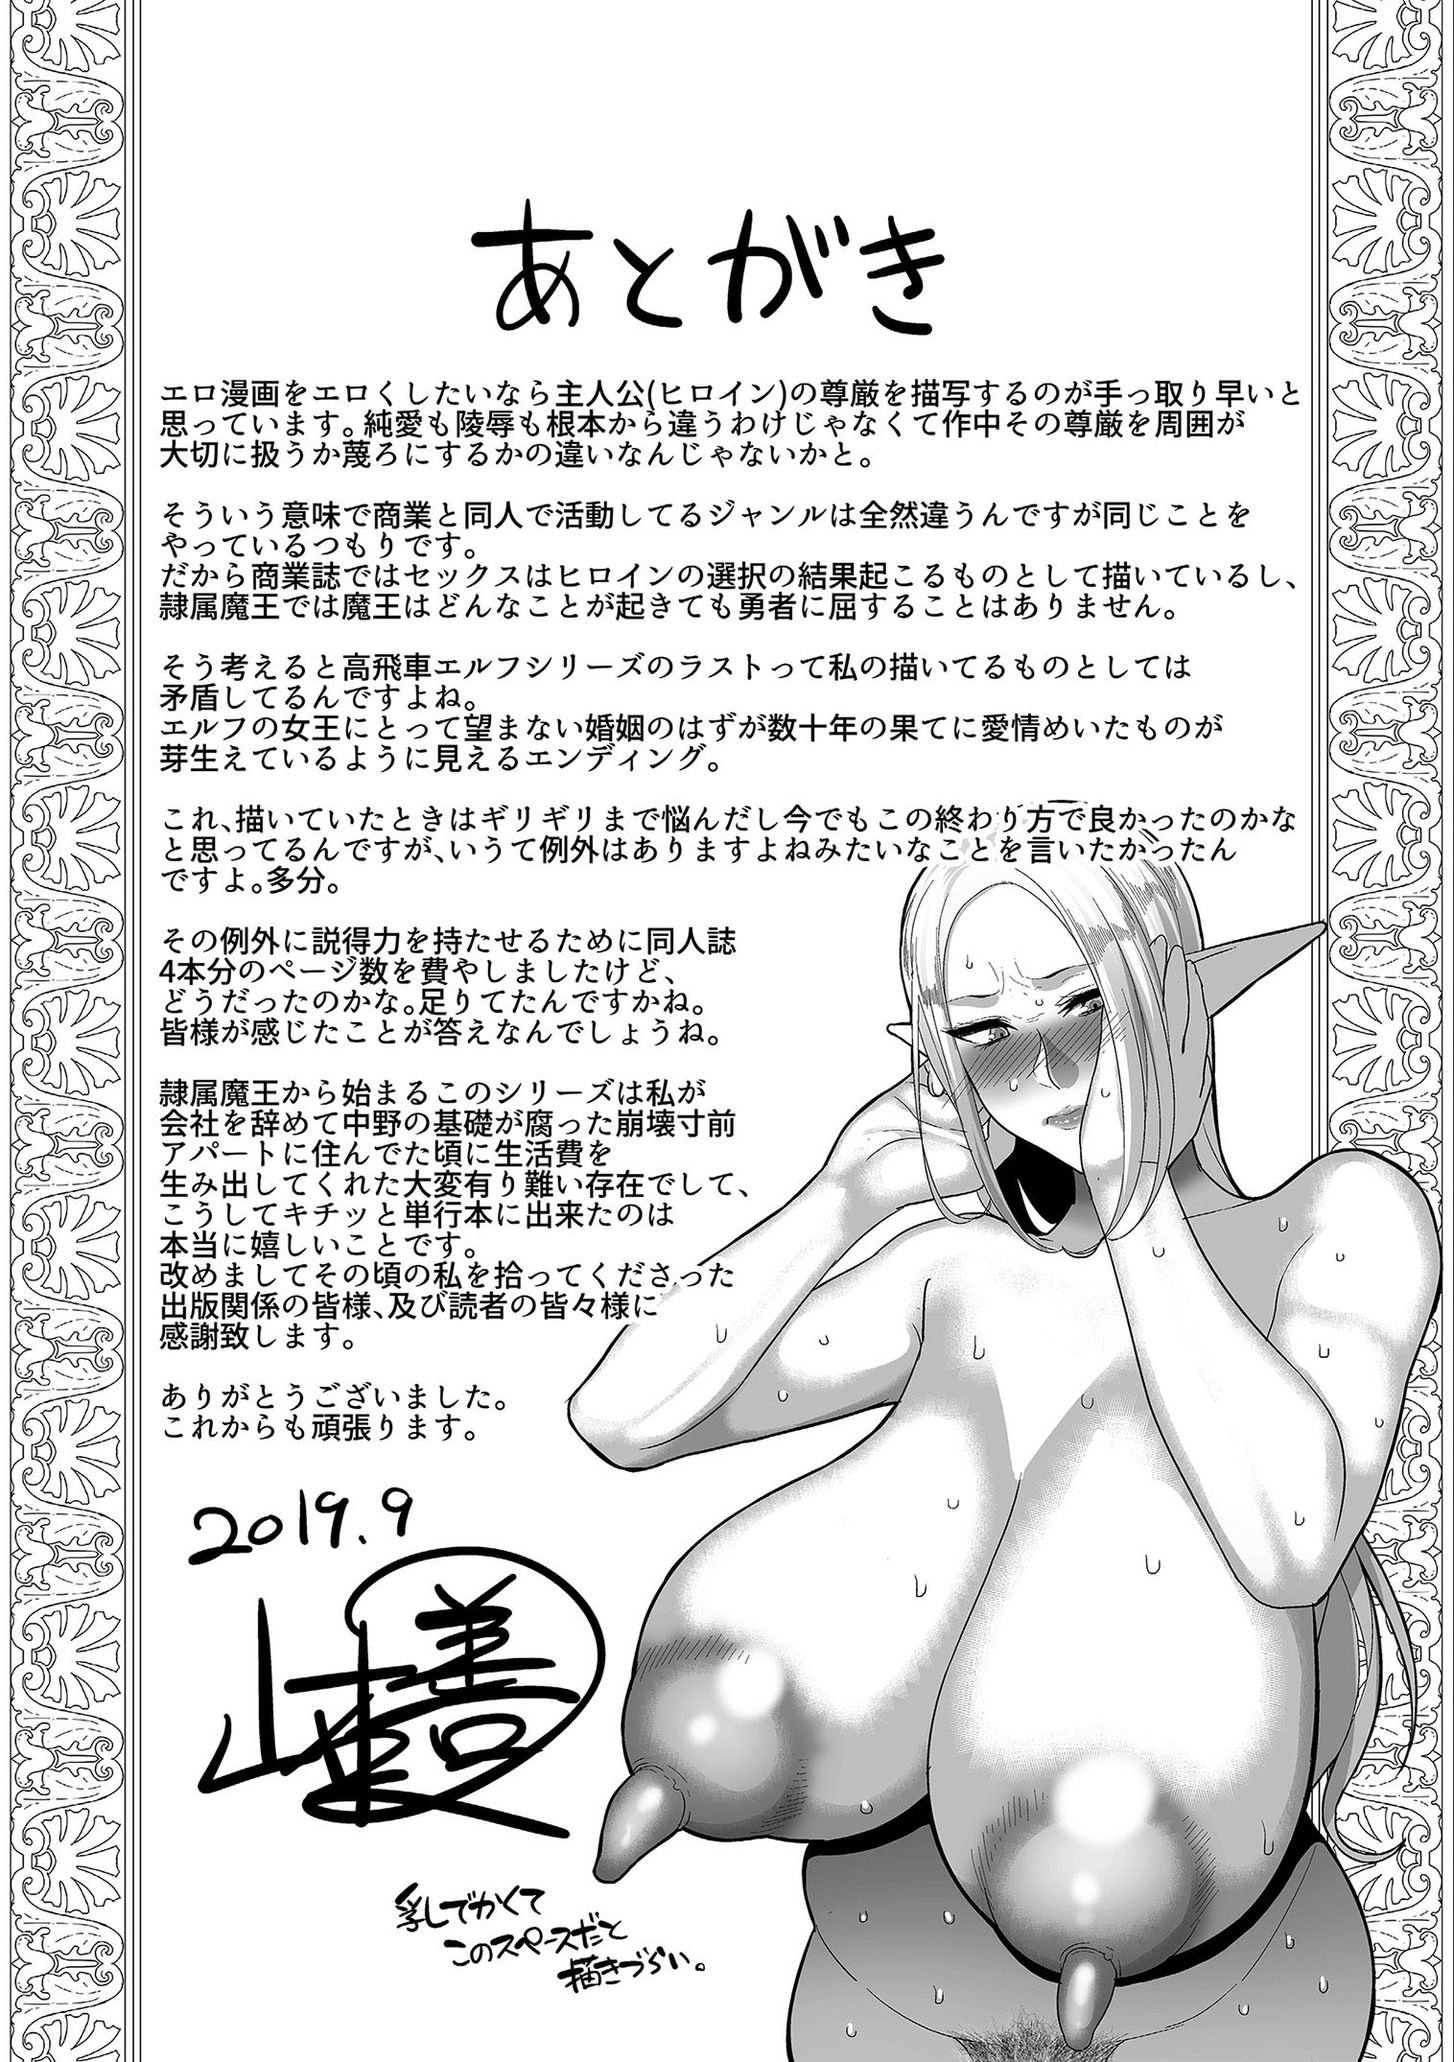 あとがき
エロ漫画をエロくしたいなら主人公(ヒロイン)の尊厳を描写するのが手っ取り早いと
思っています。純愛も陵辱も根本から違うわけじゃなくて作中その尊厳を周囲が
大切に扱うか蔑ろにするかの違いなんじゃないかと。
そういう意味で商業と同人で活動してるジャンルは全然違うんですが同じことを
やっているつもりです。
だから商業誌ではセックスはヒロインの選択の結果起こるものとして描いているし、
隷属魔王では魔王はどんなことが起きても勇者に屈することはありません。
そう考えると高飛車エルフシリーズのラストって私の描いてるものとしては
矛盾してるんですよね。
エルフの女王にとって望まない婚姻のはずが数十年の果てに愛情めいたものが
芽生えているように見えるエンディング。
これ、描いていたときはギリギリまで悩んだし今でもこの終わり方で良かったのかな
と思ってるんですが、いうて例外はありますよねみたいなことを言いたかったん
ですよ。多分。
その例外に説得力を持たせるために同人誌
4本分のページ数を費やしましたけど、
どうだったのかな。足りてたんですかね。
皆様が感じたことが答えなんでしょうね。
隷属魔王から始まるこのシリーズは私が
会社を辞めて中野の基礎が腐った崩壊寸前
アパートに住んでた頃に生活費を
生み出してくれた大変有り難い存在でして、
こうしてキチッと単行本に出来たのは
本当に嬉しいことです。
改めましてその頃の私を拾ってくださった
出版関係の皆様、及び読者の皆々様に
感謝致します。
ありがとうございました。
これからも頑張ります。
2019.9
乳しでかくて
このスペースだと
描きづらい。